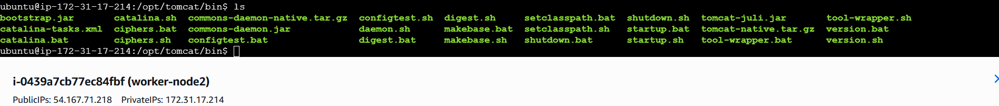 ubuntu@ip-172-31-17-214:/opt/tomcat/bin$ ls
bootstrap.jar catalina.sh commons-daemon-native.tar.gz configtest.sh digest.sh setclasspath.bat shutdown.sh tomcat-juli.jar tool-wrapper.sh
catalina-tasks.xml ciphers.bat commons-daemon.jar daemon.sh makebase.bat setclasspath.sh startup.bat tomcat-native.tar.gz version.bat
catalina.bat ciphers.sh configtest.bat digest.bat makebase.sh shutdown.bat startup.sh tool-wrapper.bat version.sh
ubuntu@ip-172-31-17-214:/opt/tomcat/bin$
i-0439a7cb77ec84fbf (worker-node2)
PublicIPs: 54.167.71.218 PrivateIPs: 172.31.17.214